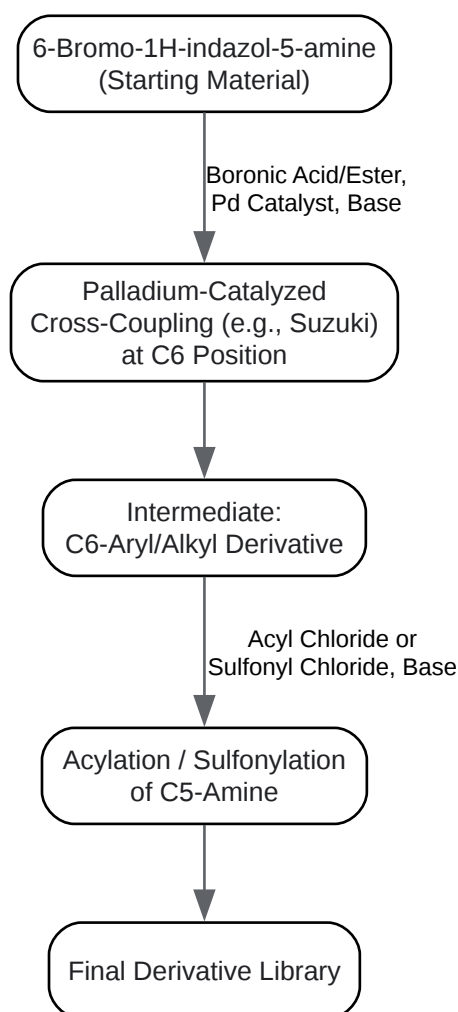 6-Bromo-1H-indazol-5-amine
(Starting Material)
Boronic Acid/Ester,
Pd Catalyst, Base
Palladium-Catalyzed
Cross-Coupling (e.g., Suzuki)
at C6 Position
Intermediate:
C6-Aryl/Alkyl Derivative
Acyl Chloride or
Sulfonyl Chloride, Base
Acylation / Sulfonylation
of C5-Amine
Final Derivative Library